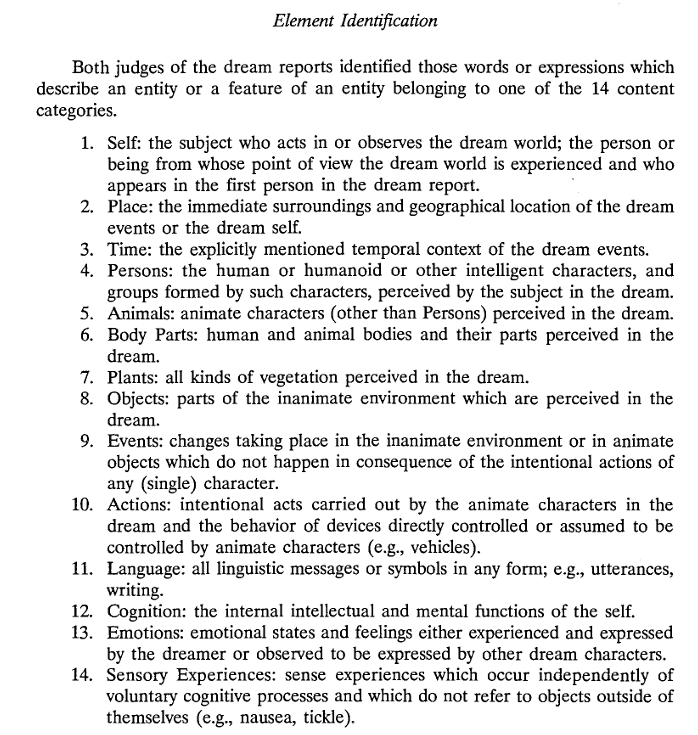 Element Identification
Both judges of the dream reports identified those words or expressions which
describe an entity or a feature of an entity belonging to one of the 14 content
categories.
1. Self: the subject who acts in or observes the dream world; the person or
being from whose point of view the dream world is experienced and who
appears in the first person in the dream report.
2. Place: the immediate surroundings and geographical location of the dream
events or the dream self.
3. Time: the explicitly mentioned temporal context of the dream events.
4. Persons: the human or humanoid or other intelligent characters, and
groups formed by such characters, perceived by the subject in the dream.
5. Animals: animate characters (other than Persons) perceived in the dream.
6. Body Parts: human and animal bodies and their parts perceived in the
dream.
7. Plants: all kinds of vegetation perceived in the dream.
8. Objects: parts of the inanimate environment which are perceived in the
dream.
9. Events: changes taking place in the inanimate environment or in animate
objects which do not happen in consequence of the intentional actions of
any (single) character.
10. Actions: intentional acts carried out by the animate characters in the
dream and the behavior of devices directly controlled or assumed to be
controlled by animate characters (e.g., vehicles).
11. Language: all linguistic messages or symbols in any form; e.g., utterances,
writing.
12. Cognition: the internal intellectual and mental functions of the self.
13. Emotions: emotional states and feelings either experienced and expressed
by the dreamer or observed to be expressed by other dream characters.
14. Sensory Experiences: sense experiences which occur independently of
voluntary cognitive processes and which do not refer to objects outside of
themselves (e.g., nausea, tickle).